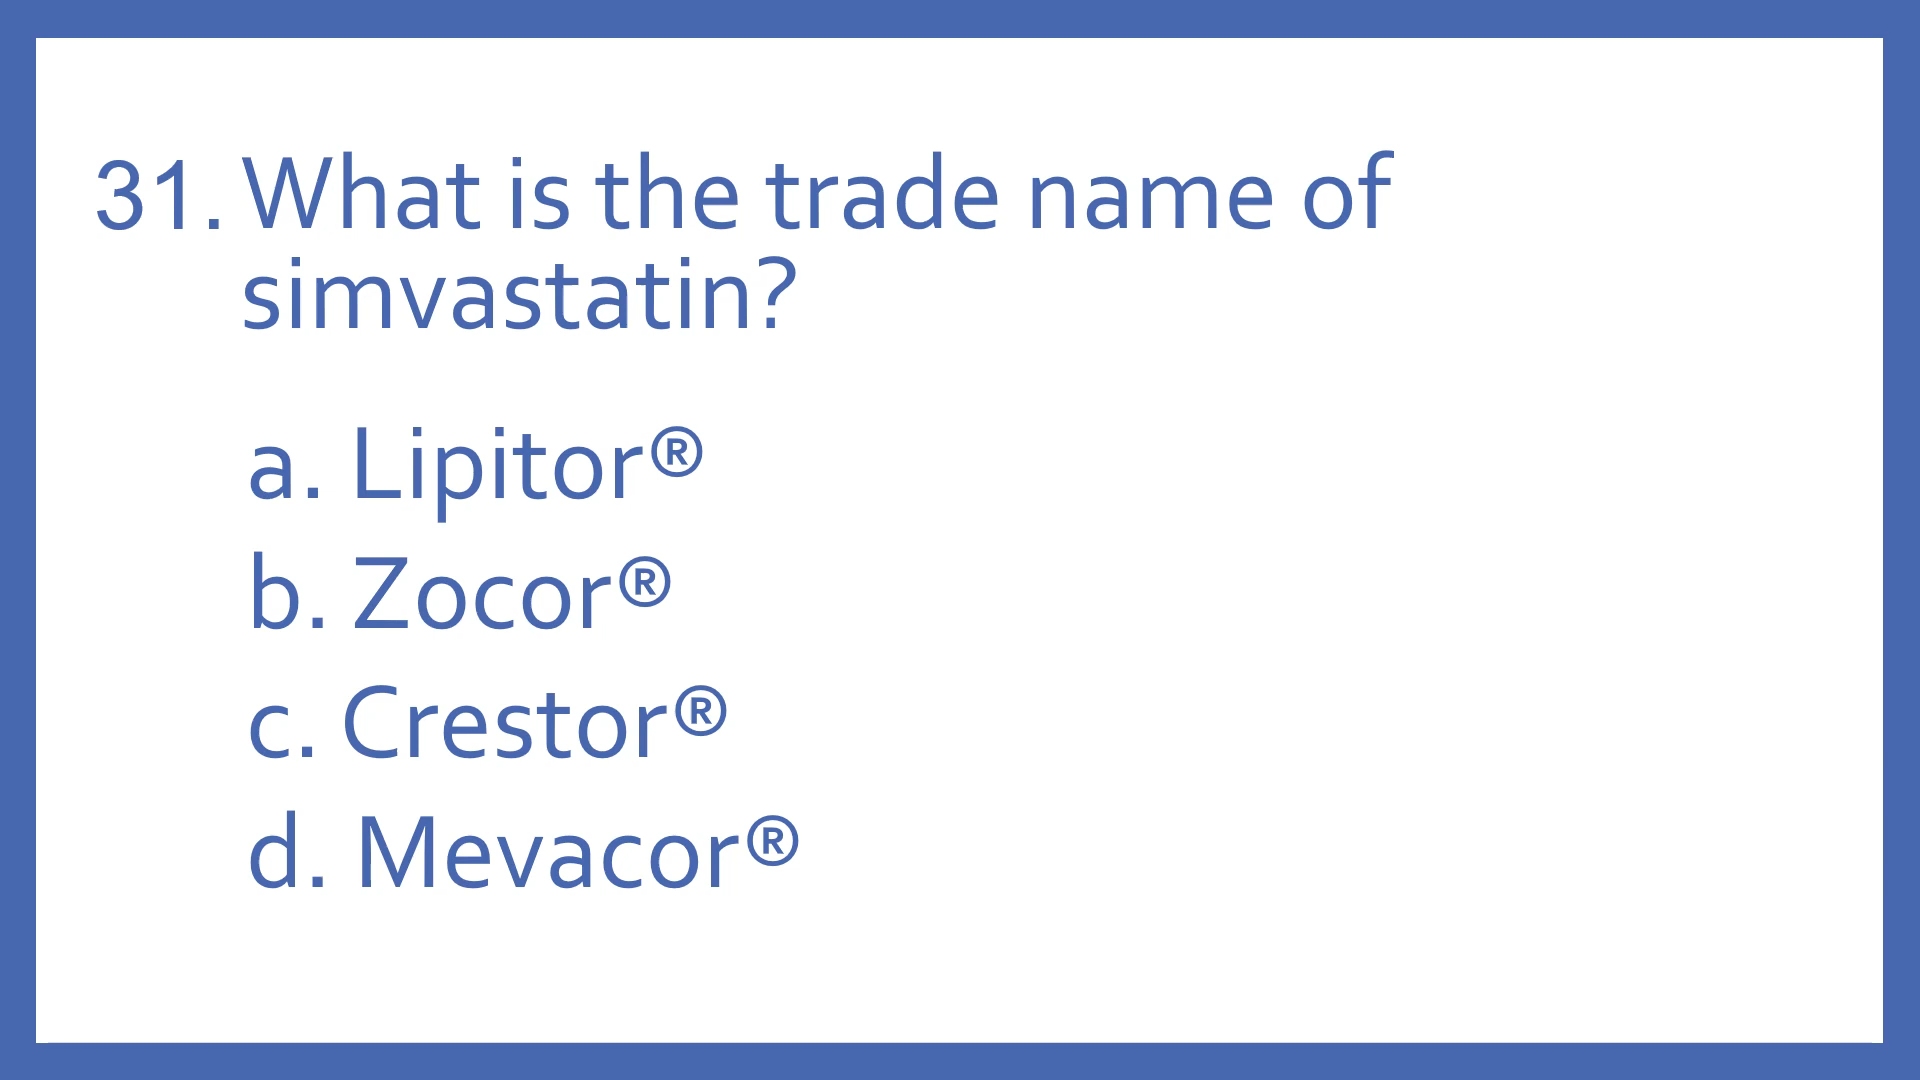 31. What is the trade name of
simvastatin?
a. Lipitor®
b. Zocor®
c. Crestor®
d. Mevacor®